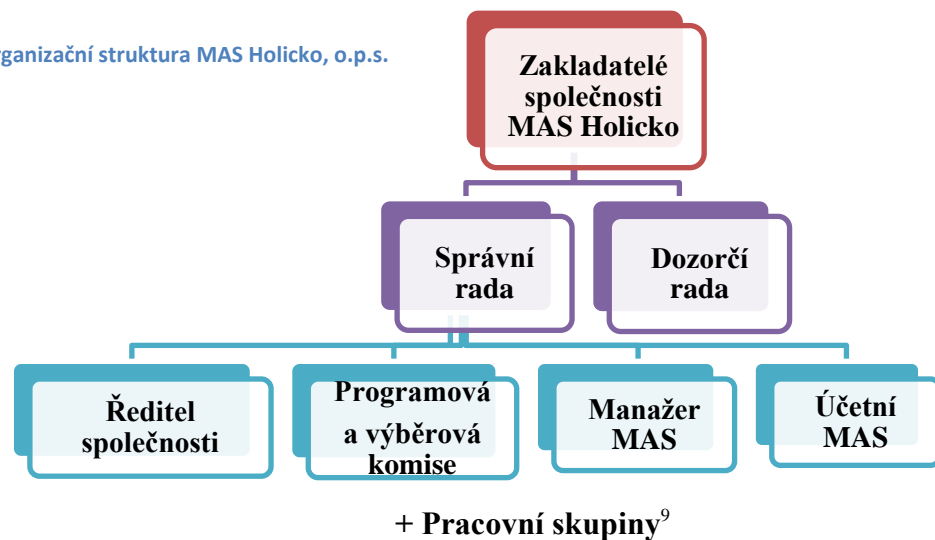 rganizační struktura MAS Holicko, o.p.s.
Zakladatelé
společnosti
MAS Holicko
Správní
rada
Dozorčí
rada
Ředitel
společnosti
Programová
a výběrová
komise
Manažer
MAS
Účetní
MAS
+ Pracovní skupiny⁹